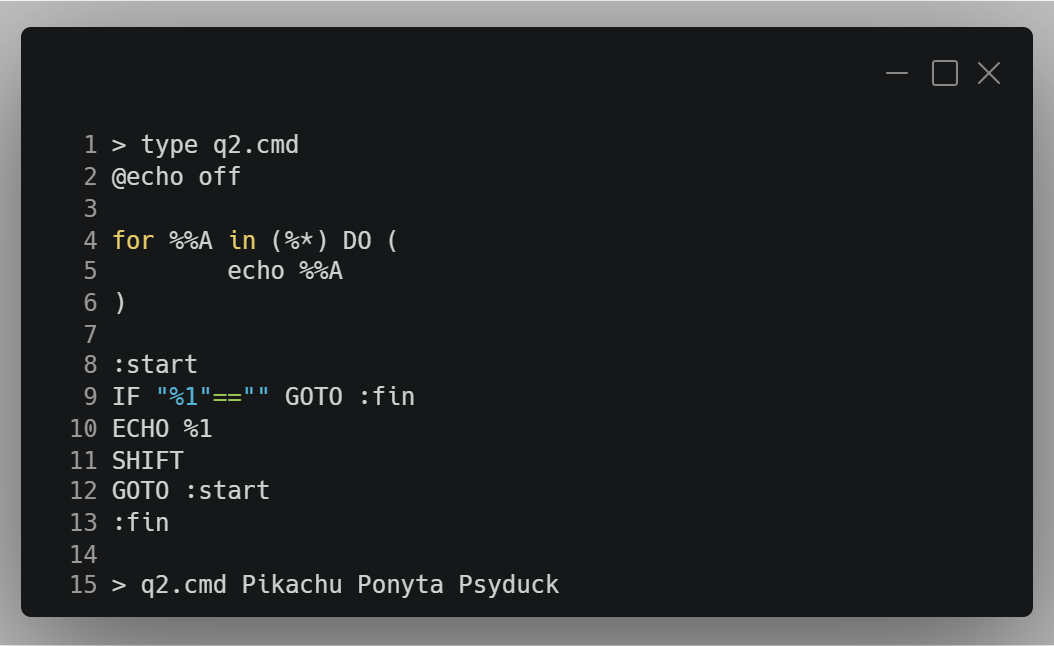 1 > type q2.cmd
2 @echo off
3
4 for %%A in (%*) DO (
5         echo %%A
6 )
7
8 :start
9 IF "%1"=="" GOTO :fin
10 ECHO %1
11 SHIFT
12 GOTO :start
13 :fin
14
15 > q2.cmd Pikachu Ponyta Psyduck